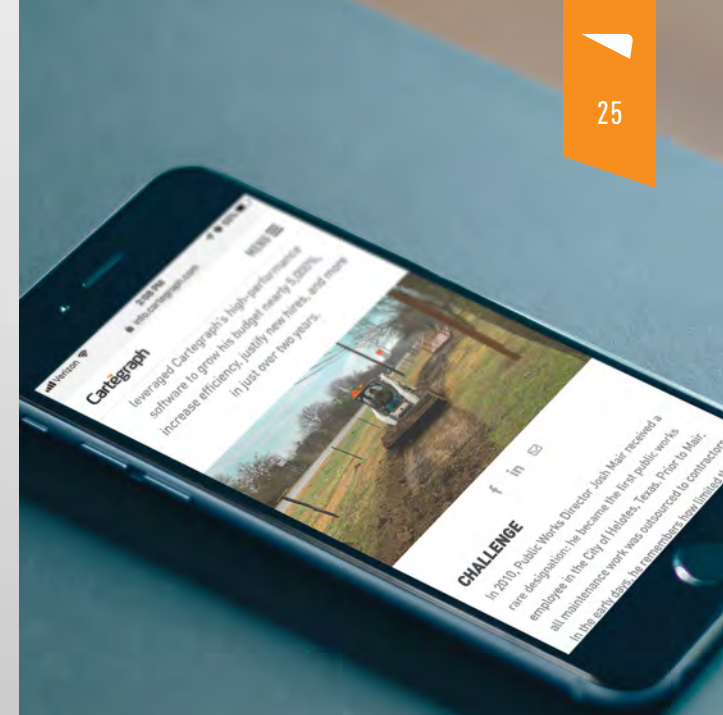 25
Verizon
2:08 PM
info.cartegraph.com
Cartegraph
MENU
leveraged Cartegraph's high-performance
software to grow his budget nearly 5,000%,
increase efficiency, justify new hires, and more
in just over two years.
f in
CHALLENGE
In 2010, Public Works Director Josh Mair received a
rare designation: he became the first public works
employee in the City of Helotes, Texas. Prior to Mair,
all maintenance work was outsourced to contractors.
In the early days, he remembers how limited